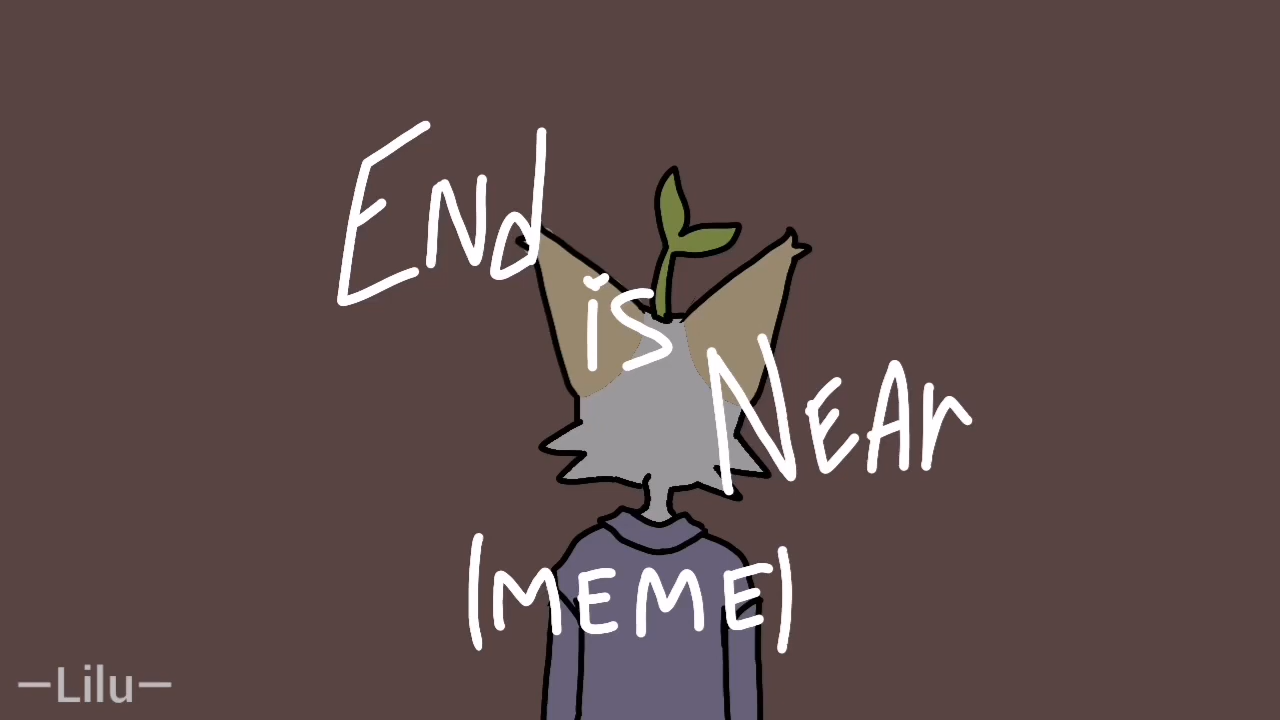 End
is
NEAr
(MEME)
—Lilu—